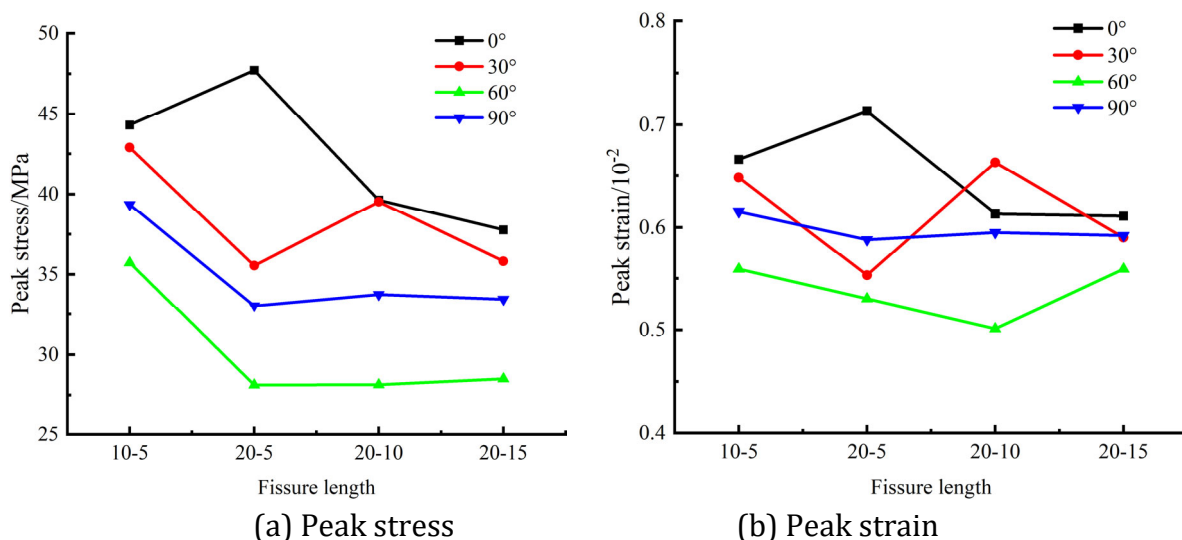 50
45
40
35
30
25
Peak stress/MPa
0°
30°
60°
90°
10-5 20-5 20-10 20-15
Fissure length
(a) Peak stress
0.8
0.7
0.6
0.5
0.4
Peak strain/10⁻²
0°
30°
60°
90°
10-5 20-5 20-10 20-15
Fissure length
(b) Peak strain